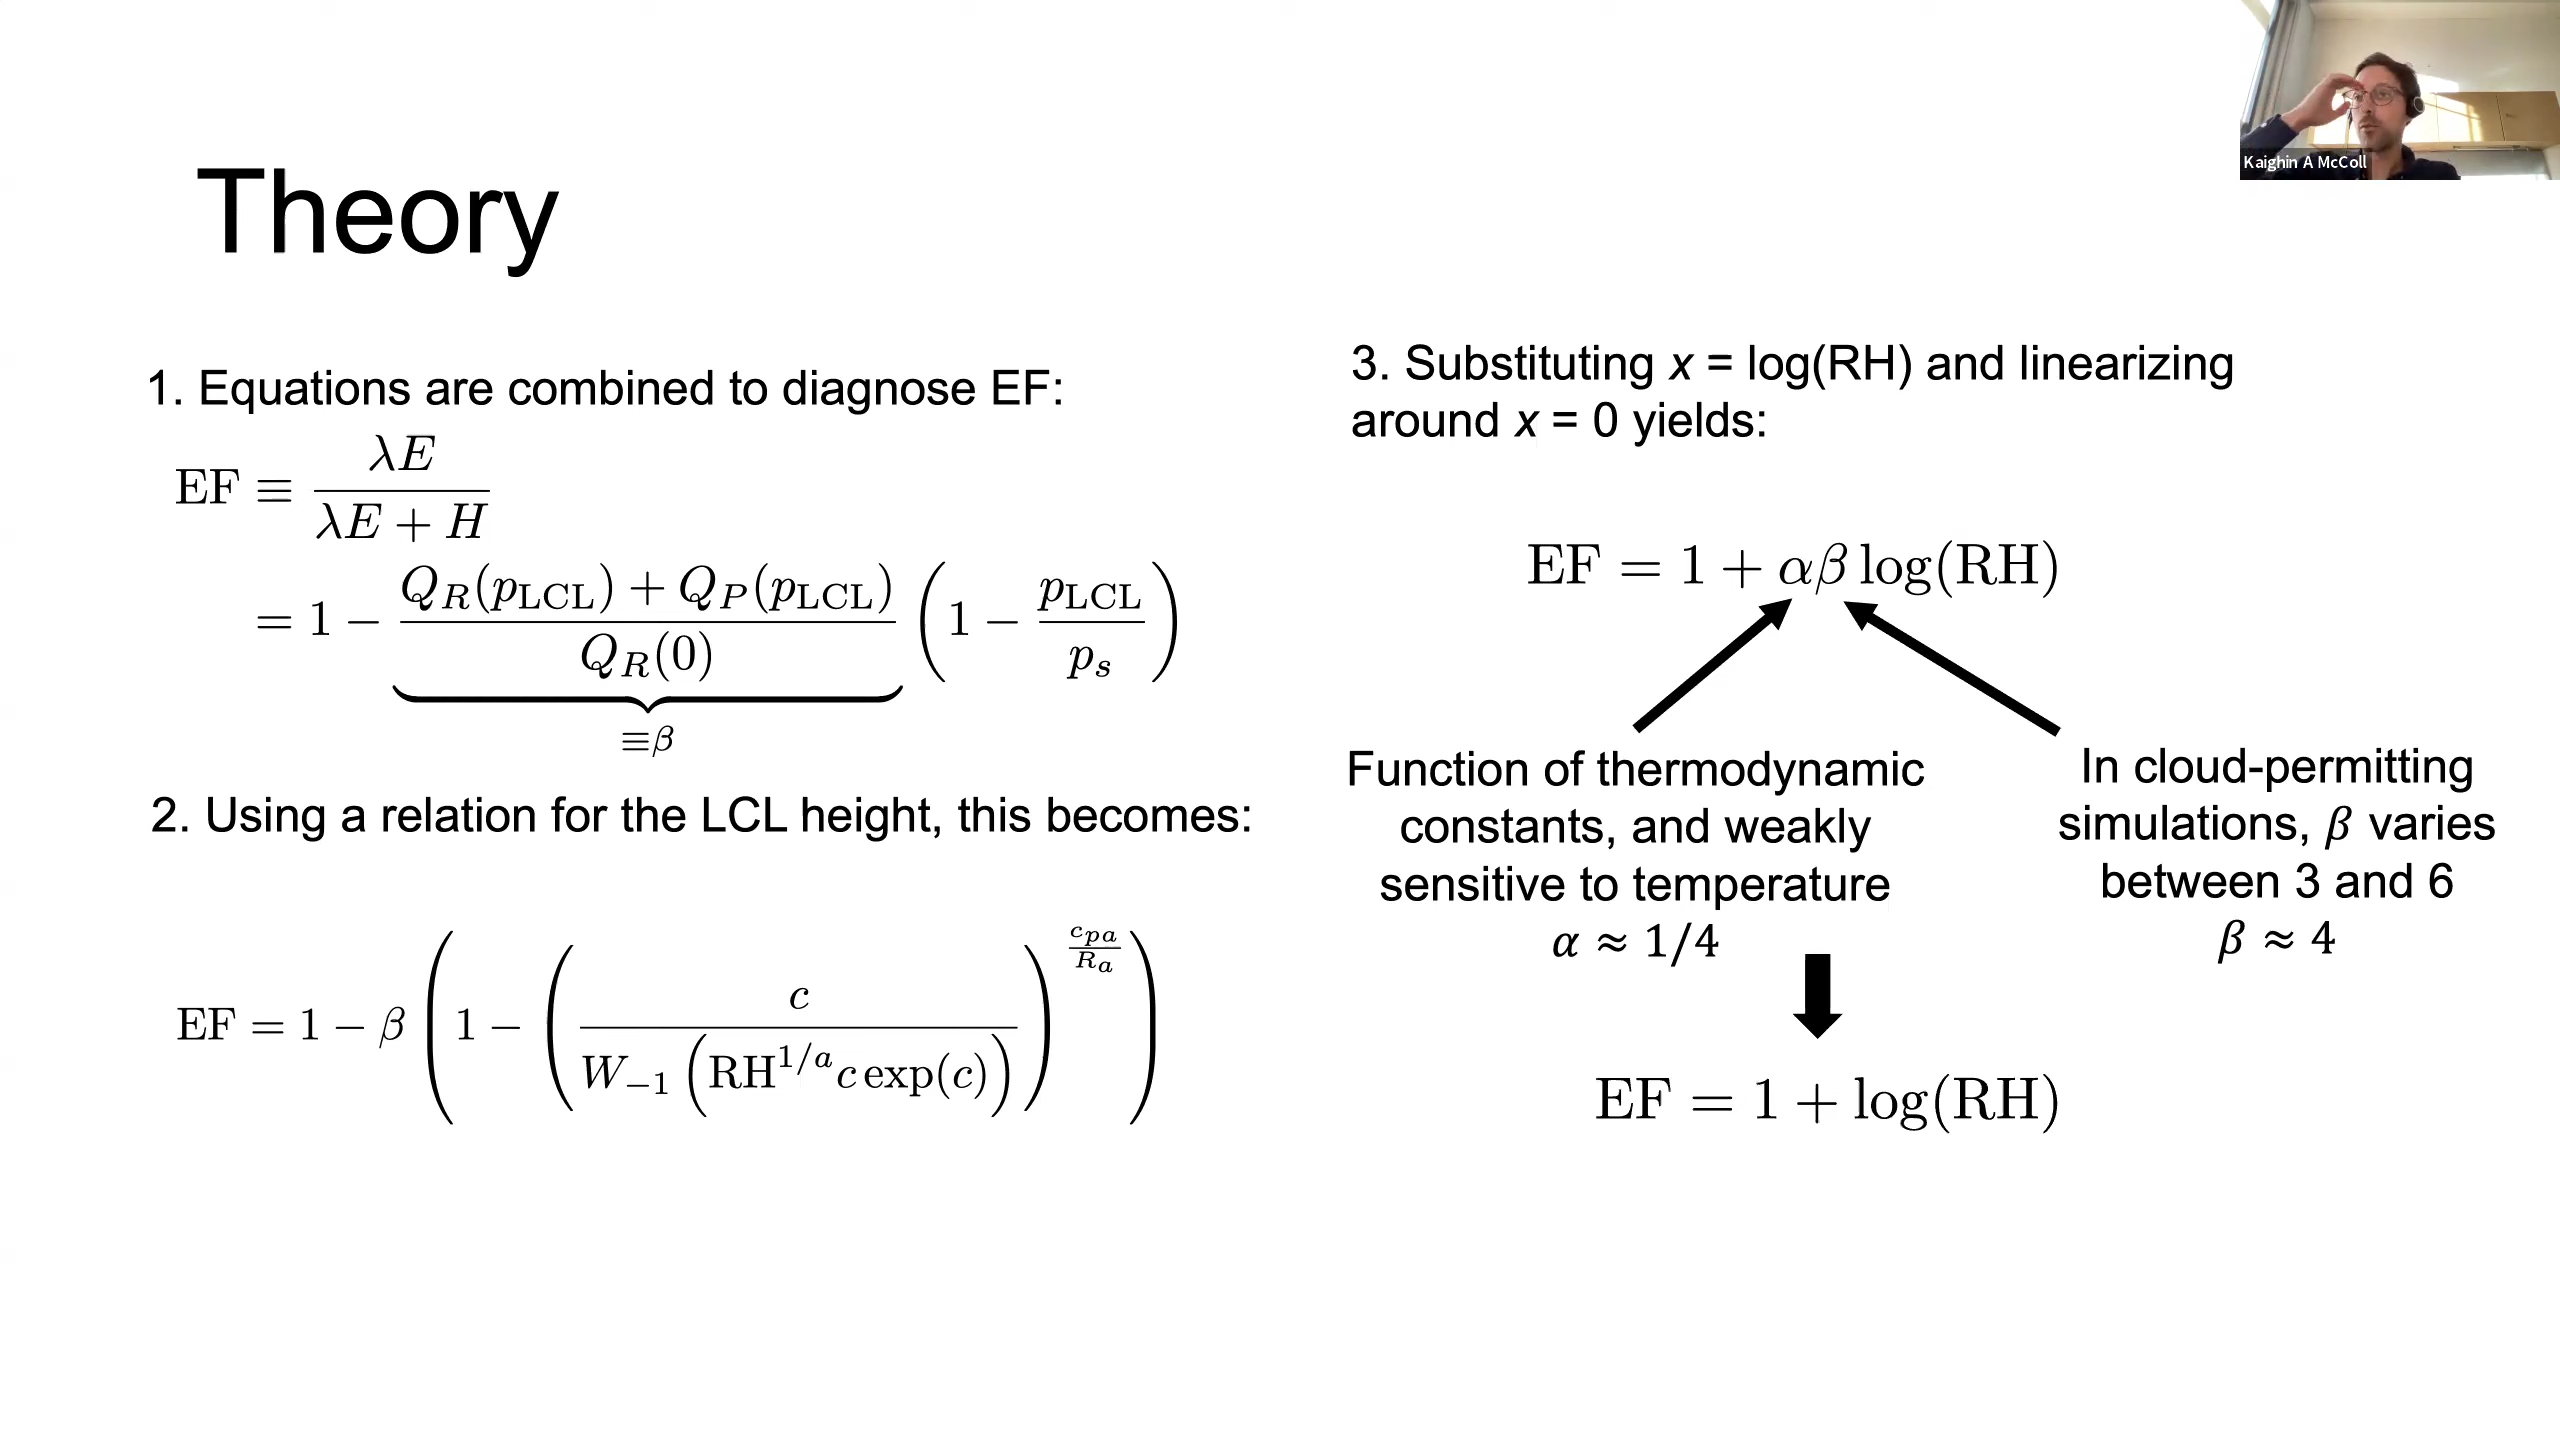 Kaighin A McColl
Theory
1. Equations are combined to diagnose EF:
EF ≡ λE / (λE + H)
= 1 − (Q_R(p_LCL) + Q_P(p_LCL)) / Q_R(0) (1 − p_LCL / p_s)
≡β
2. Using a relation for the LCL height, this becomes:
EF = 1 − β (1 − (c / W_{−1}(RH^{1/a} c exp(c)))^{c_{pa}/R_a})
3. Substituting x = log(RH) and linearizing
around x = 0 yields:
EF = 1 + αβ log(RH)
Function of thermodynamic
constants, and weakly
sensitive to temperature
α ≈ 1/4
In cloud-permitting
simulations, β varies
between 3 and 6
β ≈ 4
EF = 1 + log(RH)